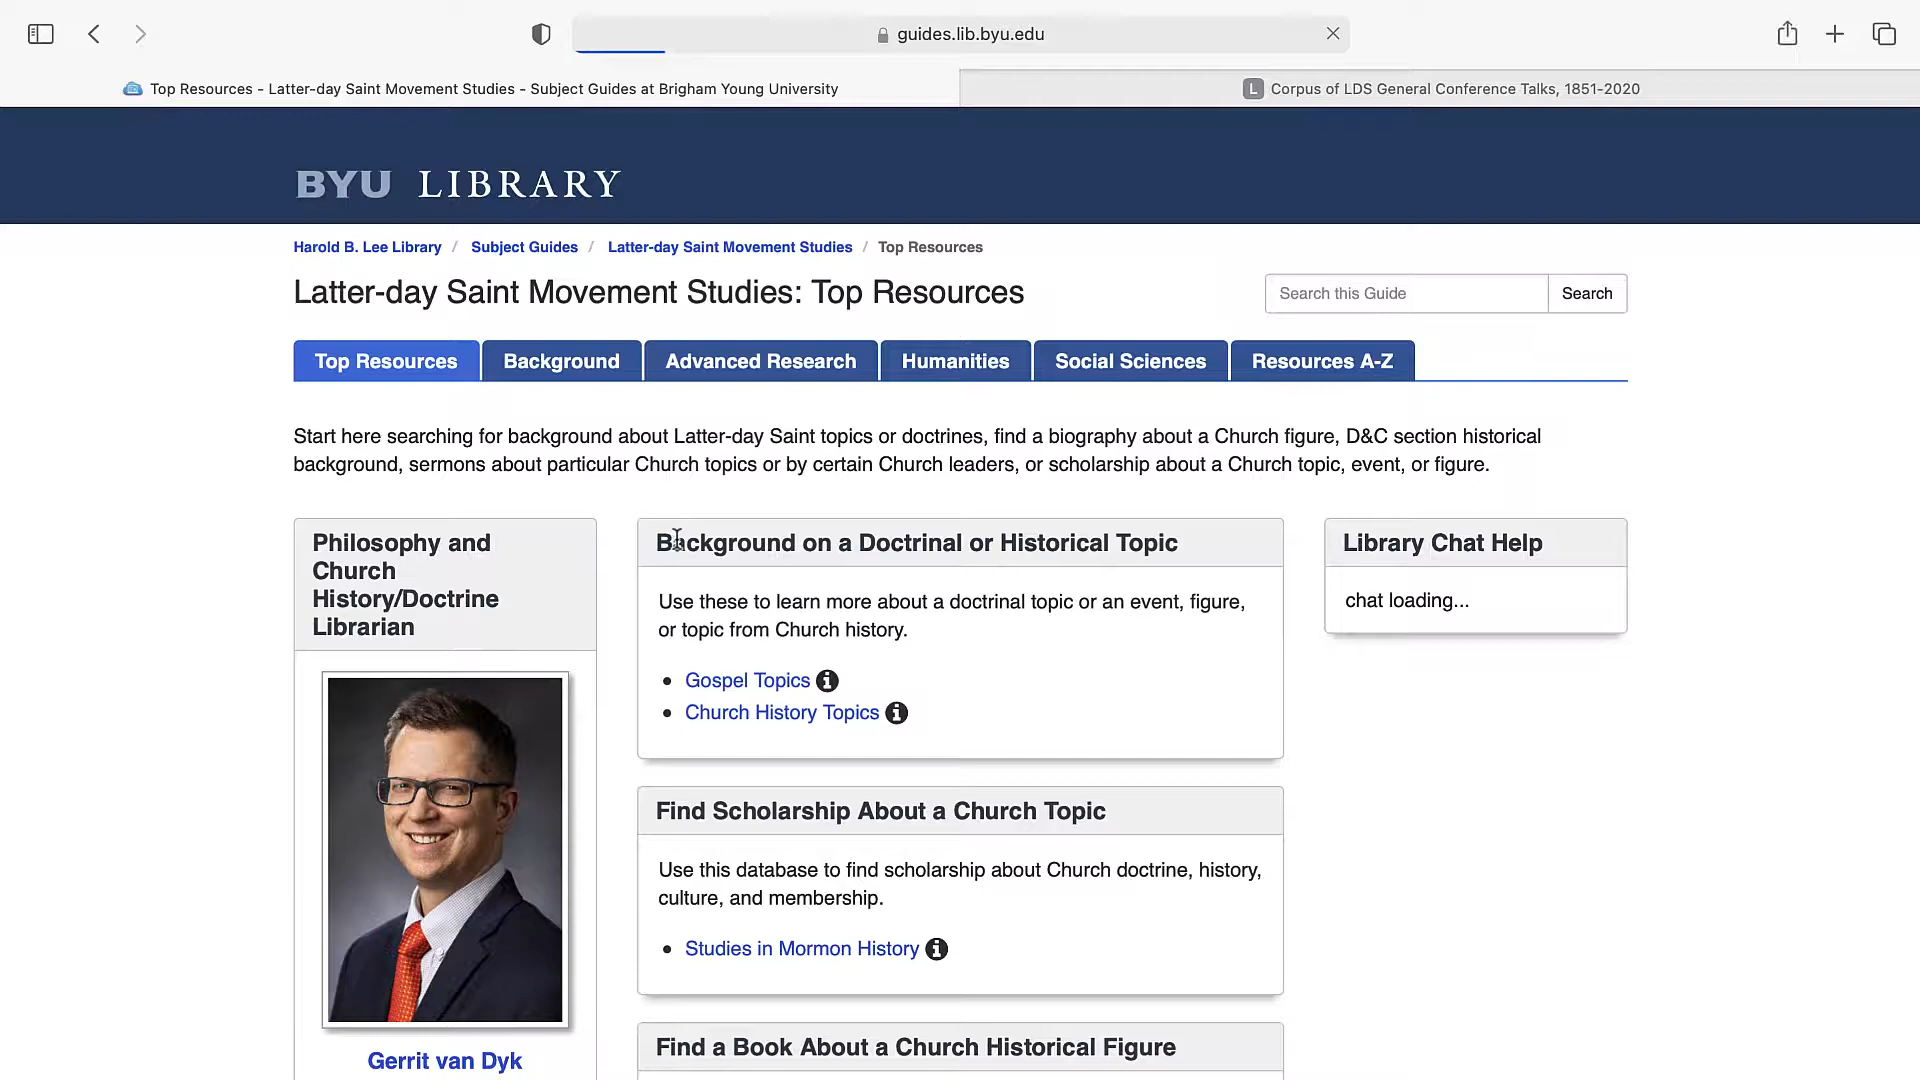 guides.lib.byu.edu
Top Resources - Latter-day Saint Movement Studies - Subject Guides at Brigham Young University
L Corpus of LDS General Conference Talks, 1851-2020
BYU LIBRARY
Harold B. Lee Library / Subject Guides / Latter-day Saint Movement Studies / Top Resources
Latter-day Saint Movement Studies: Top Resources
Search this Guide Search
Top Resources Background Advanced Research Humanities Social Sciences Resources A-Z
Start here searching for background about Latter-day Saint topics or doctrines, find a biography about a Church figure, D&C section historical
background, sermons about particular Church topics or by certain Church leaders, or scholarship about a Church topic, event, or figure.
Philosophy and
Church
History/Doctrine
Librarian
Gerrit van Dyk
Background on a Doctrinal or Historical Topic
Use these to learn more about a doctrinal topic or an event, figure,
or topic from Church history.
Gospel Topics
Church History Topics
Find Scholarship About a Church Topic
Use this database to find scholarship about Church doctrine, history,
culture, and membership.
Studies in Mormon History
Find a Book About a Church Historical Figure
Library Chat Help
chat loading...